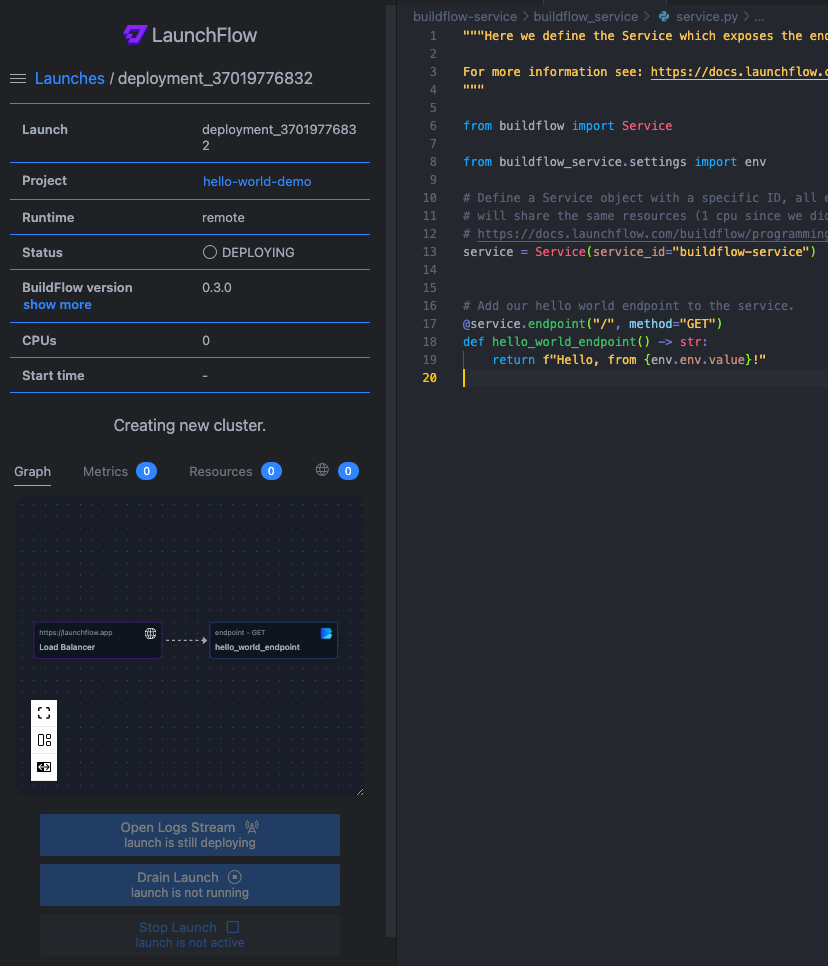 LaunchFlow
Launches / deployment_37019776832
Launch deployment_3701977683
2
Project hello-world-demo
Runtime remote
Status DEPLOYING
BuildFlow version 0.3.0
show more
CPUs 0
Start time -
Creating new cluster.
Graph Metrics 0 Resources 0 0
https://launchflow.app
Load Balancer
endpoint - GET
hello_world_endpoint
Open Logs Stream
launch is still deploying
Drain Launch
launch is not running
Stop Launch
launch is not active
buildflow-service > buildflow_service > service.py > ...
1 """Here we define the Service which exposes the end
2
3 For more information see: https://docs.launchflow.c
4 """
5
6 from buildflow import Service
7
8 from buildflow_service.settings import env
9
10 # Define a Service object with a specific ID, all e
11 # will share the same resources (1 cpu since we did
12 # https://docs.launchflow.com/buildflow/programming
13 service = Service(service_id="buildflow-service")
14
15
16 # Add our hello world endpoint to the service.
17 @service.endpoint("/", method="GET")
18 def hello_world_endpoint() -> str:
19 return f"Hello, from {env.env.value}!"
20